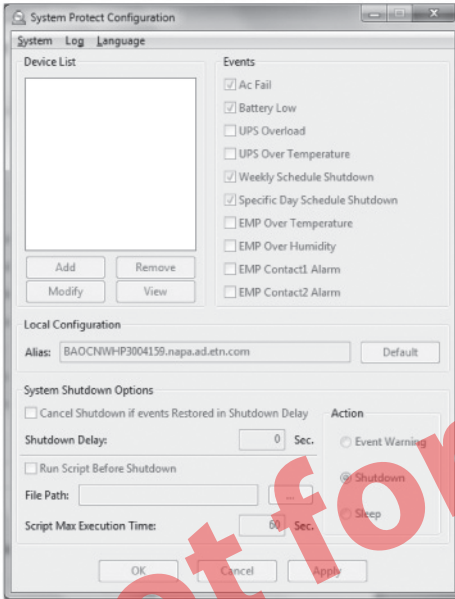 System Protect Configuration
System Log Language
Device List
Add Remove
Modify View
Events
Ac Fail
Battery Low
UPS Overload
UPS Over Temperature
Weekly Schedule Shutdown
Specific Day Schedule Shutdown
EMP Over Temperature
EMP Over Humidity
EMP Contact1 Alarm
EMP Contact2 Alarm
Local Configuration
Alias: BAOCNWHP3004159.napa.ad.etn.com Default
System Shutdown Options
Cancel Shutdown if events Restored in Shutdown Delay
Shutdown Delay: 0 Sec.
Run Script Before Shutdown
File Path: ...
Script Max Execution Time: 60 Sec.
Action
Event Warning
Shutdown
Sleep
OK Cancel Apply
t for